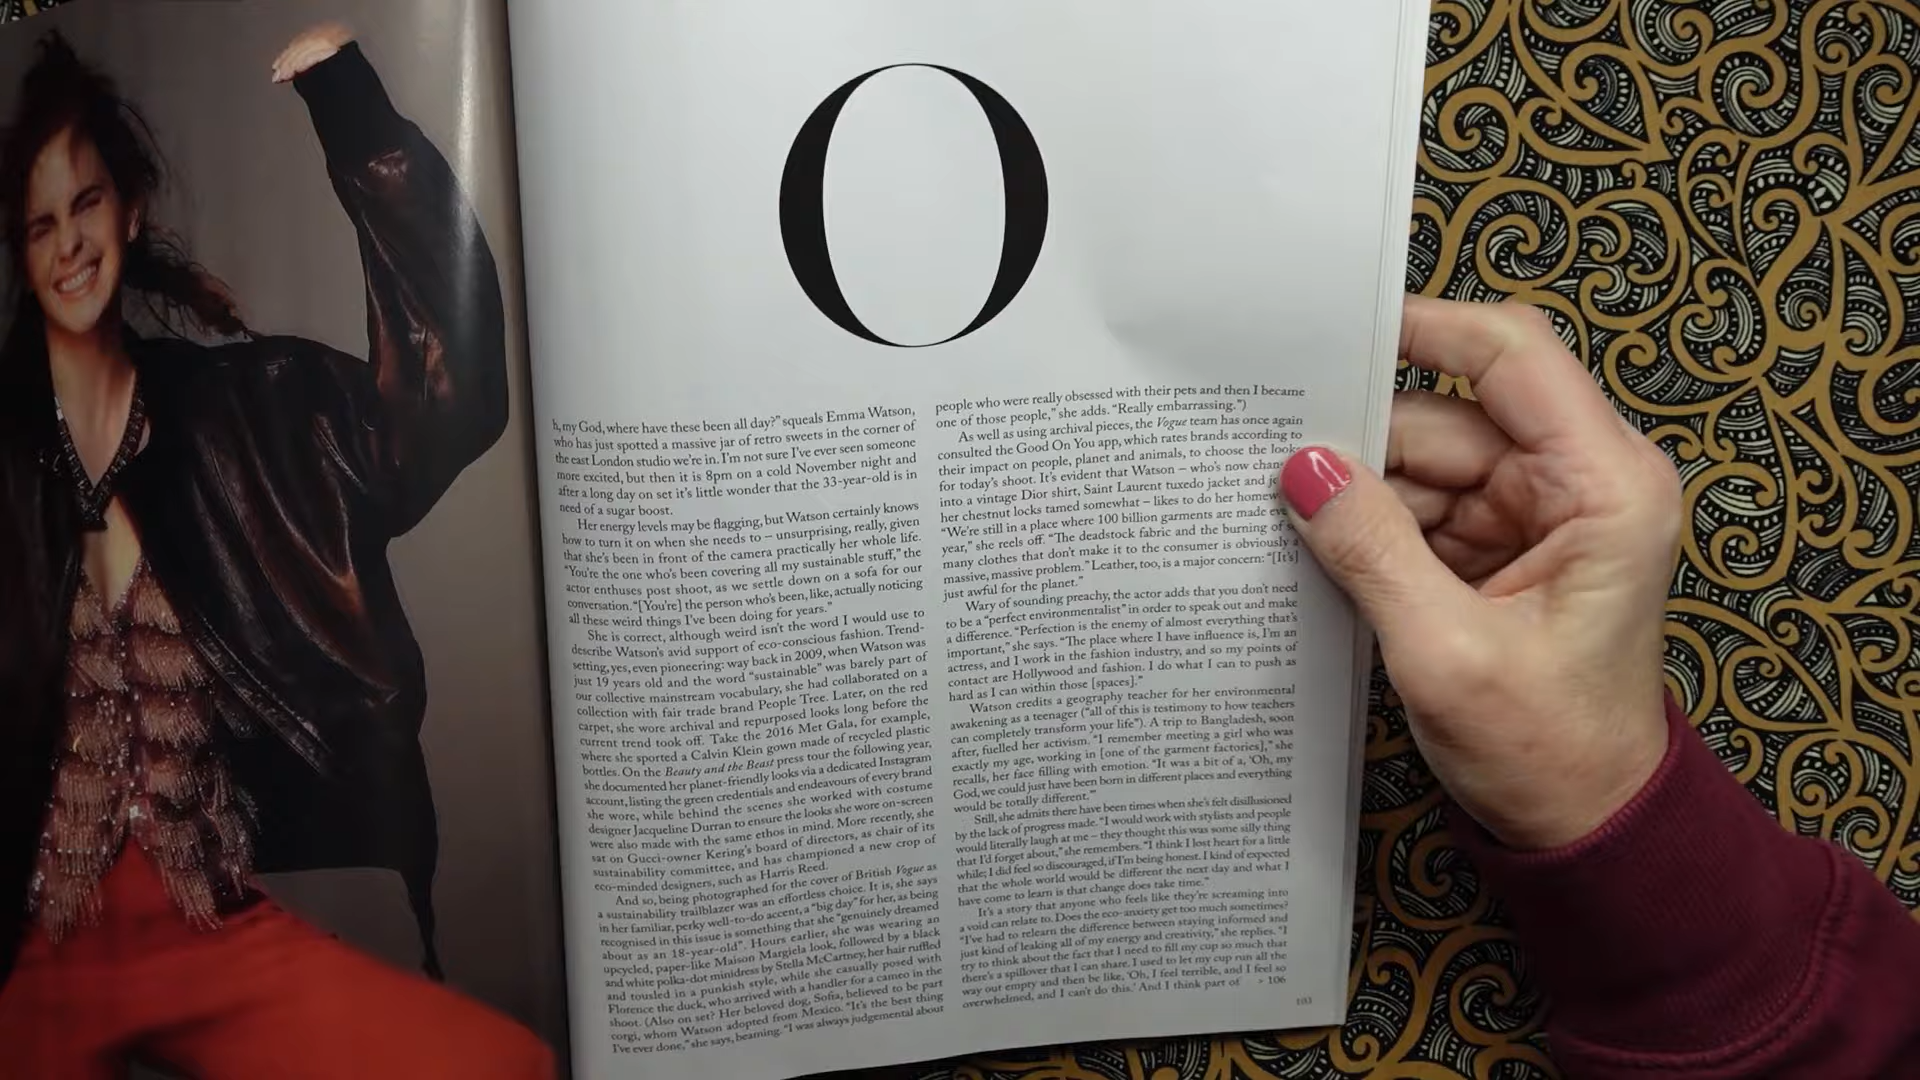 O
h, my God, where have these been all day?” squeals Emma Watson,
who has just spotted a massive jar of retro sweets in the corner of
the east London studio we’re in. I’m not sure I’ve ever seen someone
more excited, but then it is 8pm on a cold November night and
after a long day on set it’s little wonder that the 33-year-old is in
need of a sugar boost.
Her energy levels may be flagging, but Watson certainly knows
how to turn it on when she needs to – unsurprising, really, given
that she’s been in front of the camera practically her whole life.
“You’re the one who’s been covering all my sustainable stuff,” the
actor enthuses post shoot, as we settle down on a sofa for our
conversation. “[You’re] the person who’s been, like, actually noticing
all these weird things I’ve been doing for years.”
She is correct, although weird isn’t the word I would use to
describe Watson’s avid support of eco-conscious fashion. Trend-
setting, yes, even pioneering: way back in 2009, when Watson was
just 19 years old and the word “sustainable” was barely part of
our collective mainstream vocabulary, she had collaborated on a
collection with fair trade brand People Tree. Later, on the red
carpet, she wore archival and repurposed looks long before the
current trend took off. Take the 2016 Met Gala, for example,
where she sported a Calvin Klein gown made of recycled plastic
bottles. On the Beauty and the Beast press tour the following year,
she documented her planet-friendly looks via a dedicated Instagram
account, listing the green credentials and endeavours of every brand
she wore, while behind the scenes she worked with costume
designer Jacqueline Durran to ensure the looks she wore on-screen
were also made with the same ethos in mind. More recently, she
sat on Gucci-owner Kering’s board of directors, as chair of its
sustainability committee, and has championed a new crop of
eco-minded designers, such as Harris Reed.
And so, being photographed for the cover of British Vogue as
a sustainability trailblazer was an effortless choice. It is, she says
in her familiar, perky well-to-do accent, a “big day” for her, as being
recognised in this issue is something that she “genuinely dreamed
about as an 18-year-old”. Hours earlier, she was wearing an
upcycled, paper-like Maison Margiela look, followed by a black
and white polka-dot minidress by Stella McCartney, her hair ruffled
and tousled in a punkish style, while she casually posed with
Florence the duck, who arrived with a handler for a cameo in the
shoot. (Also on set? Her beloved dog, Sofia, believed to be part
corgi, whom Watson adopted from Mexico. “It’s the best thing
I’ve ever done,” she says, beaming. “I was always judgemental about
people who were really obsessed with their pets and then I became
one of those people,” she adds. “Really embarrassing.”)
As well as using archival pieces, the Vogue team has once again
consulted the Good On You app, which rates brands according to
their impact on people, planet and animals, to choose the looks
for today’s shoot. It’s evident that Watson – who’s now chan
into a vintage Dior shirt, Saint Laurent tuxedo jacket and je
her chestnut locks tamed somewhat – likes to do her homew
“We’re still in a place where 100 billion garments are made eve
year,” she reels off. “The deadstock fabric and the burning of s
many clothes that don’t make it to the consumer is obviously a
massive, massive problem.” Leather, too, is a major concern: “[It’s]
just awful for the planet.”
Wary of sounding preachy, the actor adds that you don’t need
to be a “perfect environmentalist” in order to speak out and make
a difference. “Perfection is the enemy of almost everything that’s
important,” she says. “The place where I have influence is, I’m an
actress, and I work in the fashion industry, and so my points of
contact are Hollywood and fashion. I do what I can to push as
hard as I can within those [spaces].”
Watson credits a geography teacher for her environmental
awakening as a teenager (“all of this is testimony to how teachers
can completely transform your life”). A trip to Bangladesh, soon
after, fuelled her activism. “I remember meeting a girl who was
exactly my age, working in [one of the garment factories],” she
recalls, her face filling with emotion. “It was a bit of a, ‘Oh, my
God, we could just have been born in different places and everything
would be totally different.’”
Still, she admits there have been times when she’s felt disillusioned
by the lack of progress made. “I would work with stylists and people
would literally laugh at me – they thought this was some silly thing
that I’d forget about,” she remembers. “I think I lost heart for a little
while; I did feel so discouraged, if I’m being honest. I kind of expected
that the whole world would be different the next day and what I
have come to learn is that change does take time.”
It’s a story that anyone who feels like they’re screaming into
a void can relate to. Does the eco-anxiety get too much sometimes?
“I’ve had to relearn the difference between staying informed and
just kind of leaking all of my energy and creativity,” she replies. “I
try to think about the fact that I need to fill my cup so much that
there’s a spillover that I can share. I used to let my cup run all the
way out empty and then be like, ‘Oh, I feel terrible, and I feel so
overwhelmed, and I can’t do this.’ And I think part of > 106
103